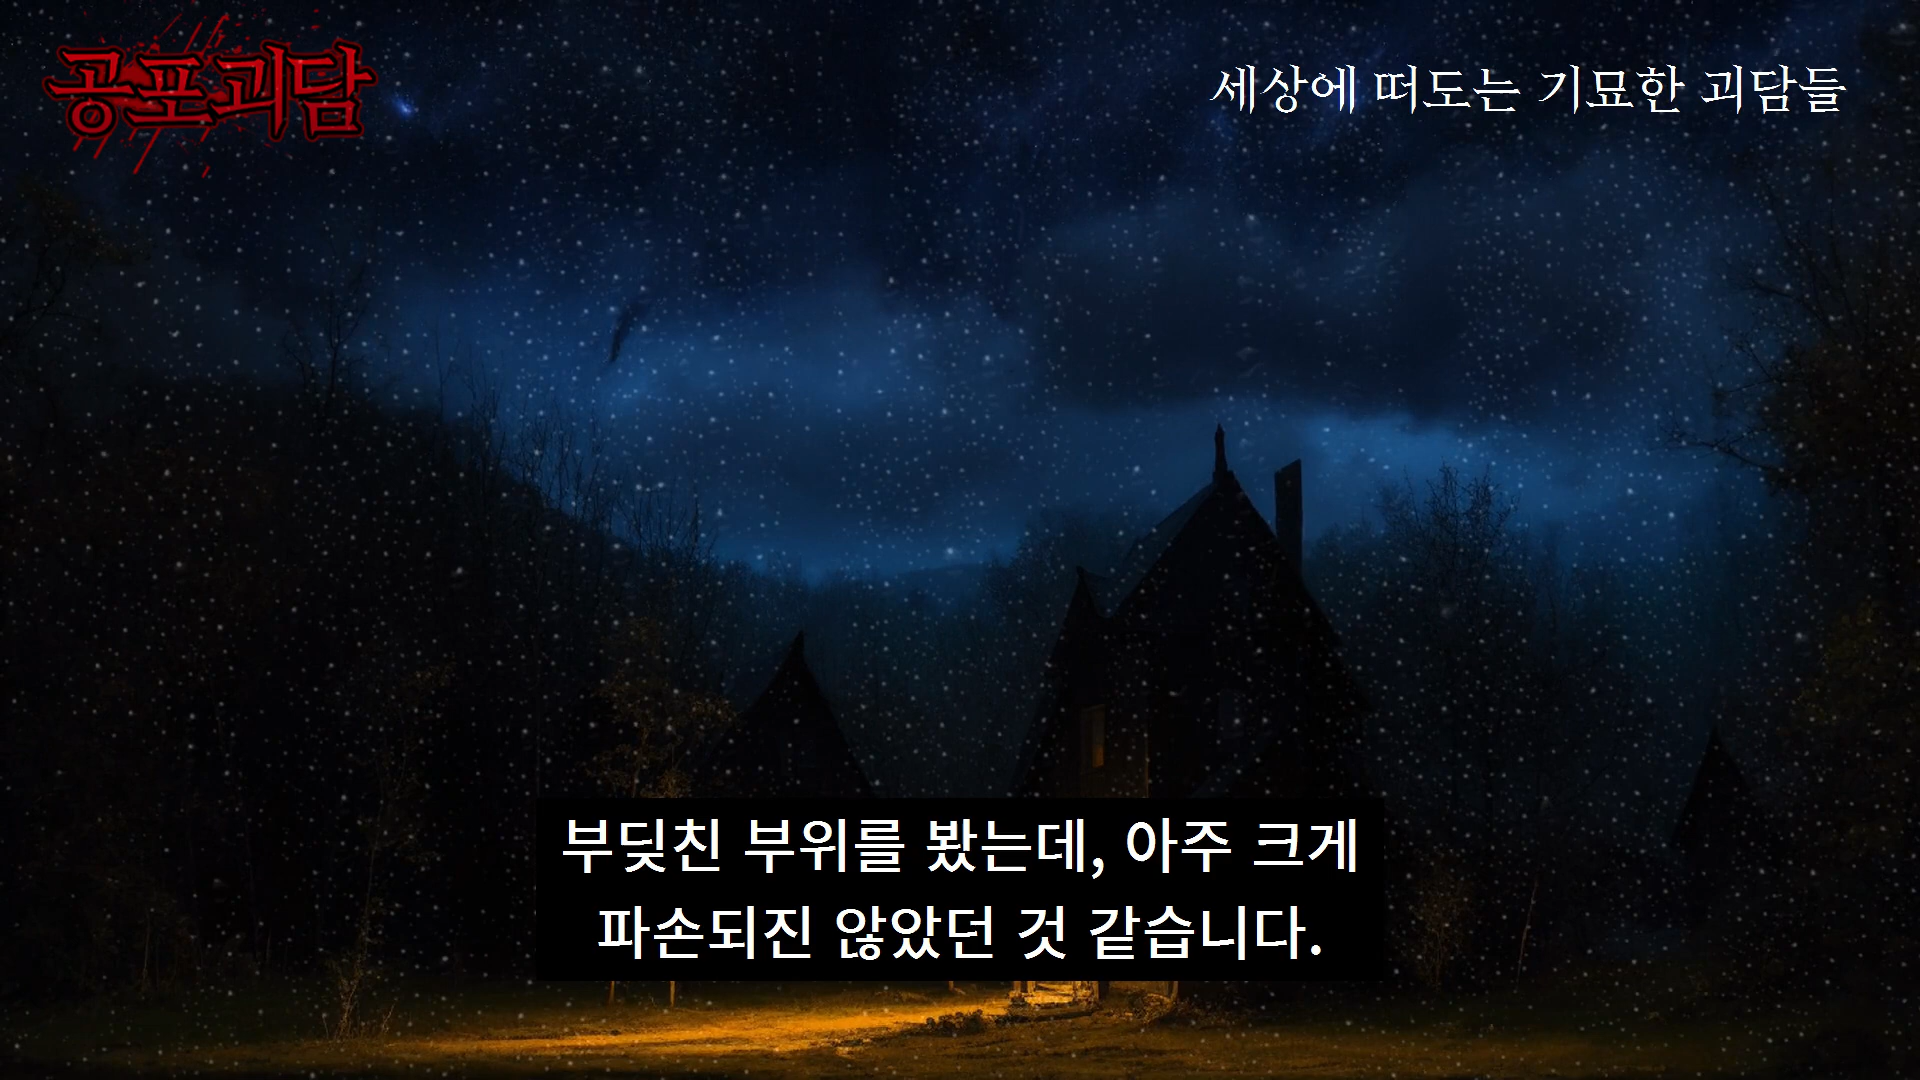 공포괴담
세상에 떠도는 기묘한 괴담들
부딪친 부위를 봤는데, 아주 크게
파손되진 않았던 것 같습니다.